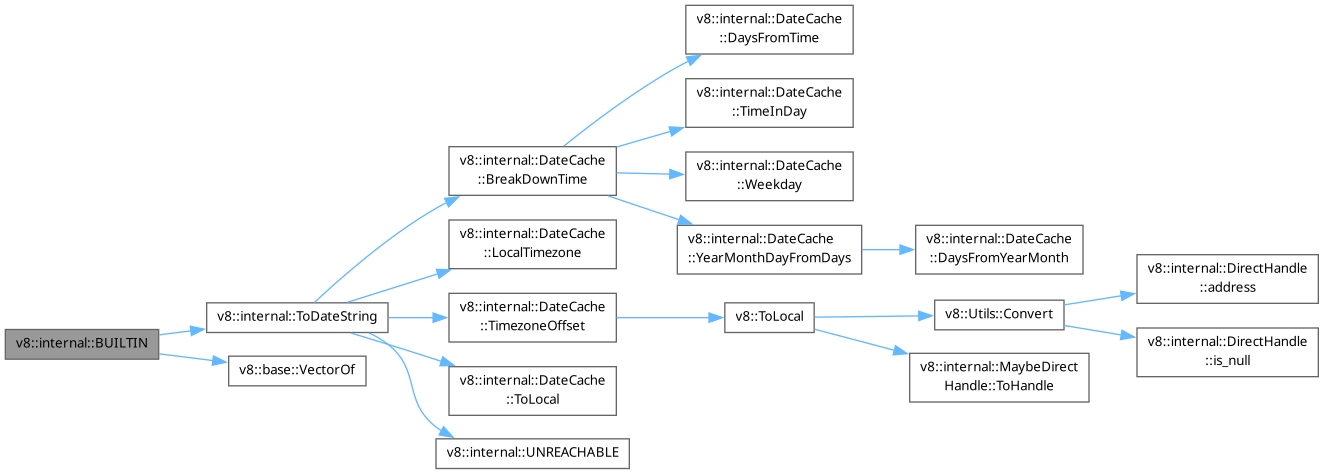 v8::internal::BUILTIN
v8::internal::ToDateString
v8::base::VectorOf
v8::internal::DateCache
::BreakDownTime
v8::internal::DateCache
::LocalTimezone
v8::internal::DateCache
::TimezoneOffset
v8::internal::DateCache
::ToLocal
v8::internal::UNREACHABLE
v8::internal::DateCache
::DaysFromTime
v8::internal::DateCache
::TimeInDay
v8::internal::DateCache
::Weekday
v8::internal::DateCache
::YearMonthDayFromDays
v8::ToLocal
v8::internal::DateCache
::DaysFromYearMonth
v8::Utils::Convert
v8::internal::MaybeDirect
Handle::ToHandle
v8::internal::DirectHandle
::address
v8::internal::DirectHandle
::is_null